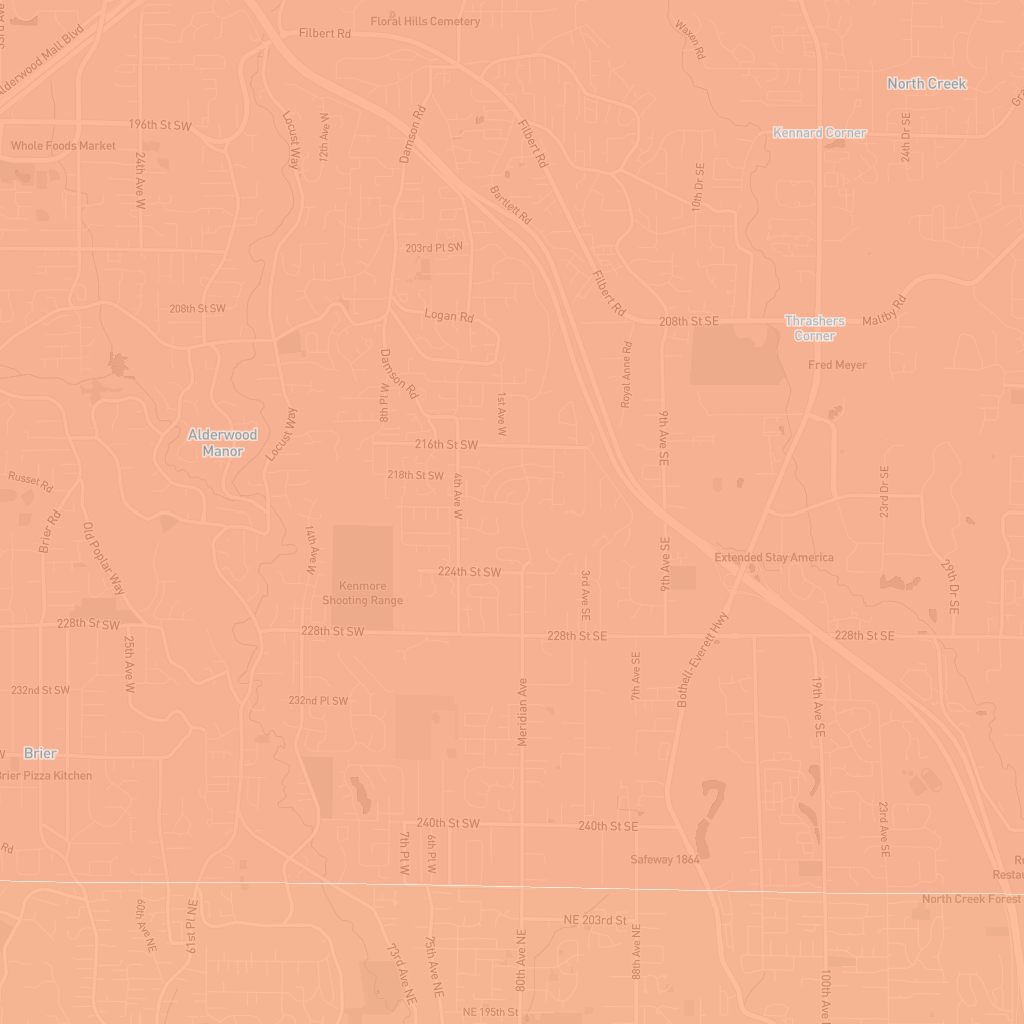 33rd Ave
Floral Hills Cemetery
Filbert Rd
Waxen Rd
Alderwood Mall Blvd
North Creek
Locust Way
12th Ave W
Damson Rd
Filbert Rd
196th St SW
Kennard Corner
24th Dr SE
Whole Foods Market
24th Ave W
10th Dr SE
Bartlett Rd
203rd Pl SW
Filbert Rd
208th St SW
Logan Rd
208th St SE
Thrashers
Corner
Maltby Rd
Fred Meyer
Royal Anne Rd
Damson Rd
8th Pl W
1st Ave W
Locust Way
Alderwood
Manor
216th St SW
9th Ave SE
218th St SW
4th Ave W
23rd Dr SE
Russet Rd
Brier Rd
Old Poplar Way
14th Ave W
Extended Stay America
9th Ave SE
29th Dr SE
224th St SW
3rd Ave SE
Kenmore
Shooting Range
228th St SW
228th St SW
228th St SE
228th St SE
Bothell-Everett Hwy
25th Ave W
7th Ave SE
232nd St SW
232nd Pl SW
Meridian Ave
19th Ave SE
Brier
Brier Pizza Kitchen
240th St SW
240th St SE
23rd Ave SE
Rd
7th Pl W
6th Pl W
Safeway 1864
North Creek Forest
60th Ave NE
61st Pl NE
NE 203rd St
73rd Ave NE
75th Ave NE
80th Ave NE
88th Ave NE
100th Ave
NE 195th St